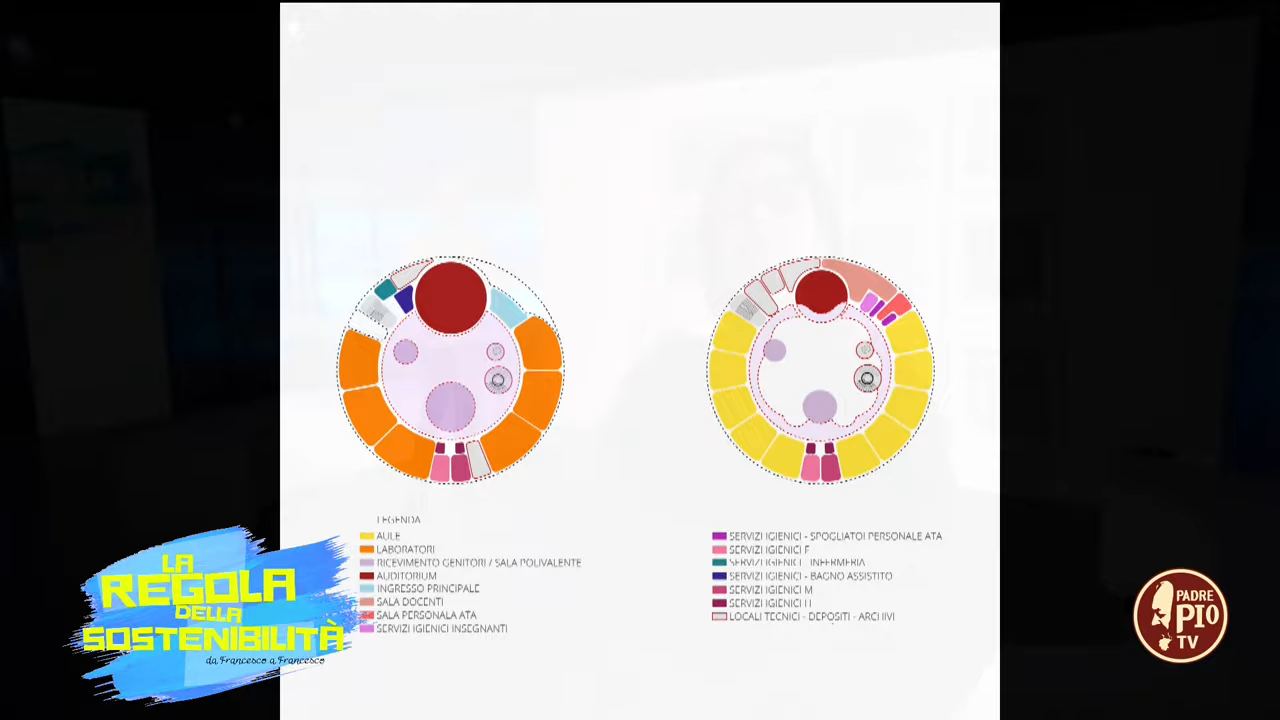 LEGENDA
AULE
LABORATORI
RICEVIMENTO GENITORI / SALA POLIVALENTE
AUDITORIUM
INGRESSO PRINCIPALE
SALA DOCENTI
SALA PERSONALA ATA
SERVIZI IGIENICI INSEGNANTI
SERVIZI IGIENICI - SPOGLIATOI PERSONALE ATA
SERVIZI IGIENICI F
SERVIZI IGIENICI - INFERMERIA
SERVIZI IGIENICI - BAGNO ASSISTITO
SERVIZI IGIENICI M
SERVIZI IGIENICI H
LOCALI TECNICI - DEPOSITI - ARCHIVI
LA
REGOLA
DELLA
SOSTENIBILITÀ
da Francesco a Francesco
PADRE
PIO
TV